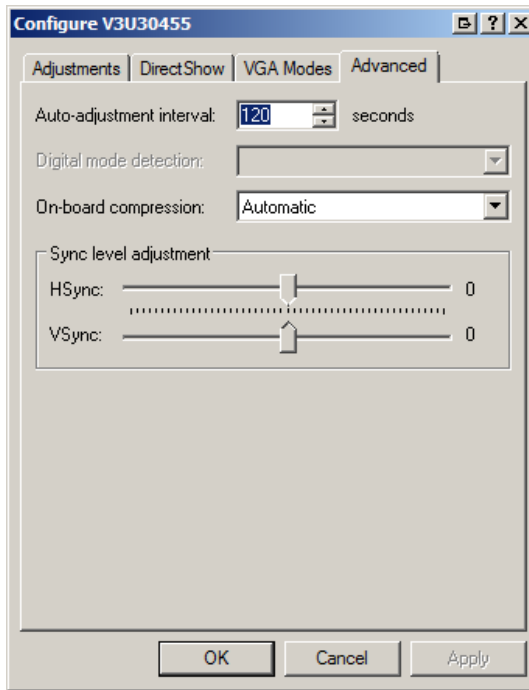 Configure V3U30455
Adjustments DirectShow VGA Modes Advanced
Auto-adjustment interval: 120 seconds
Digital mode detection:
On-board compression: Automatic
Sync level adjustment
HSync: 0
VSync: 0
OK Cancel Apply